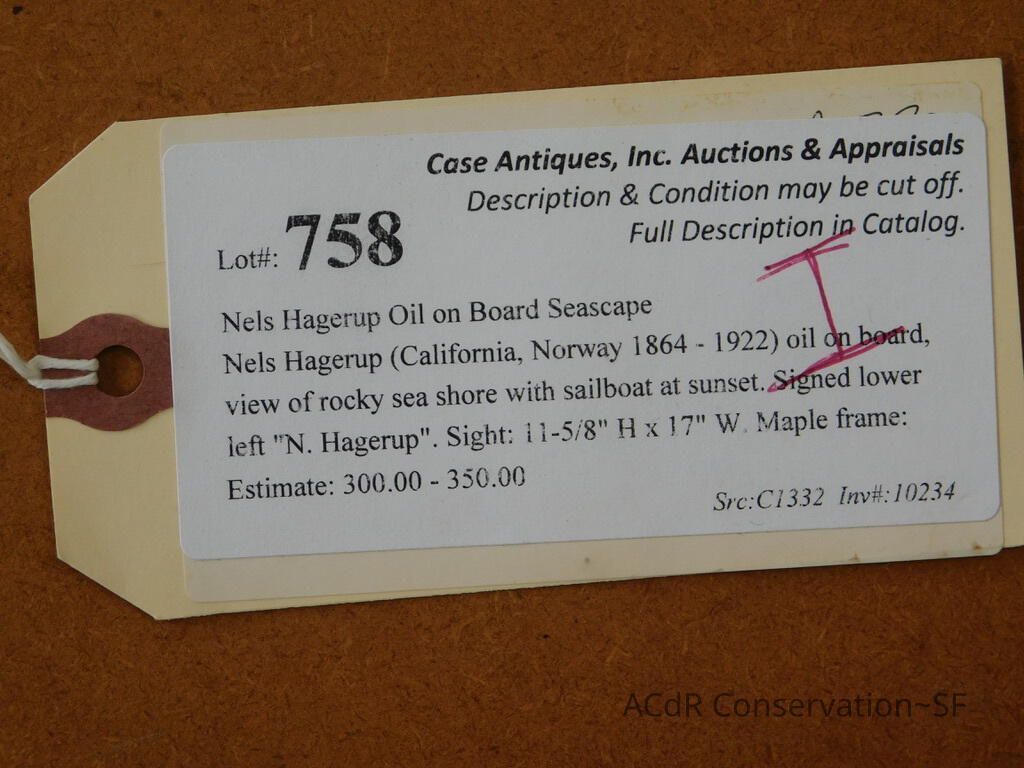 Case Antiques, Inc. Auctions & Appraisals
Description & Condition may be cut off.
Full Description in Catalog.
Lot#: 758
I
Nels Hagerup Oil on Board Seascape
Nels Hagerup (California, Norway 1864 - 1922) oil on board,
view of rocky sea shore with sailboat at sunset. Signed lower
left "N. Hagerup". Sight: 11-5/8" H x 17" W. Maple frame:
Estimate: 300.00 - 350.00
Src:C1332 Inv#:10234
ACdR Conservation~SF